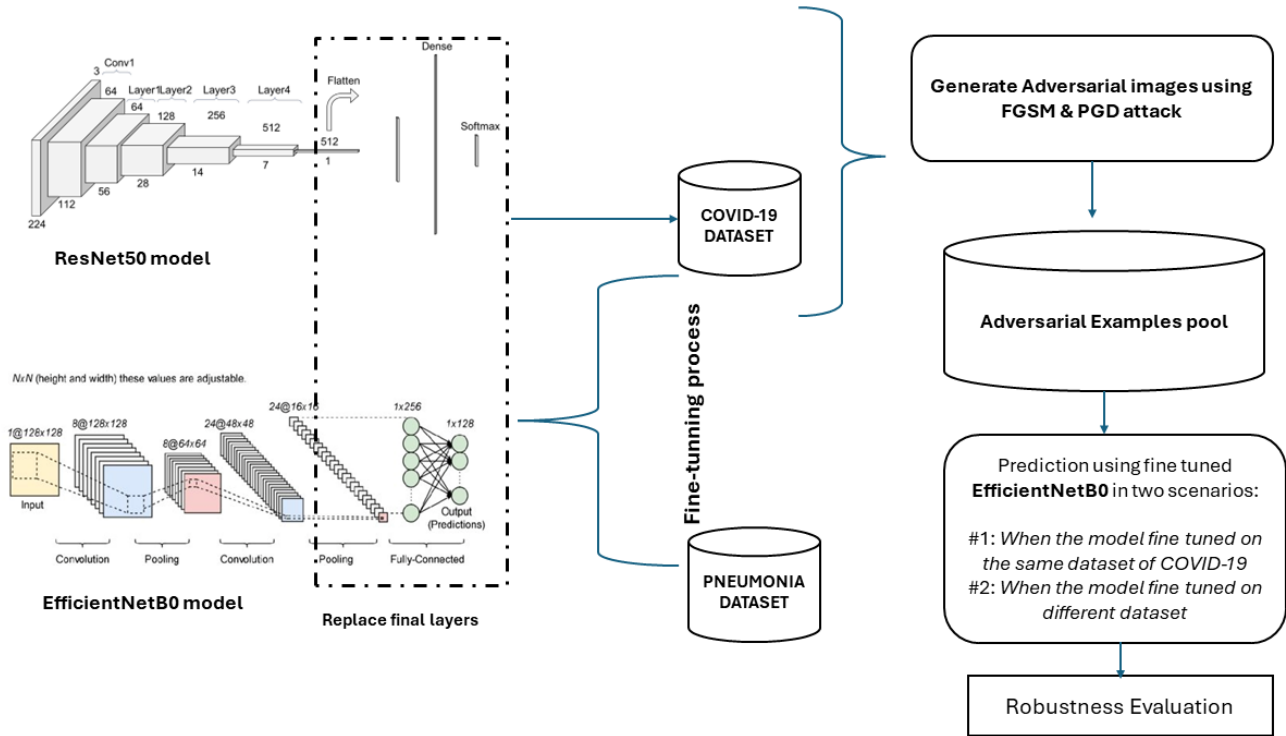 3
Conv1
64
64
Layer1
Layer2
128
Layer3
256
Layer4
512
Flatten
512
1
Dense
Softmax
7
14
28
56
112
224
ResNet50 model
COVID-19
DATASET
Generate Adversarial images using
FGSM & PGD attack
Adversarial Examples pool
Fine-tunning process
NxN (height and width) these values are adjustable.
1@128x128
8@128x128
8@64x64
24@48x48
24@16x16
1x256
1x128
Input
Output
(Predictions)
Convolution
Pooling
Convolution
Pooling
Fully-Connected
EfficientNetB0 model
Replace final layers
PNEUMONIA
DATASET
Prediction using fine tuned
EfficientNetB0 in two scenarios:
#1: When the model fine tuned on
the same dataset of COVID-19
#2: When the model fine tuned on
different dataset
Robustness Evaluation